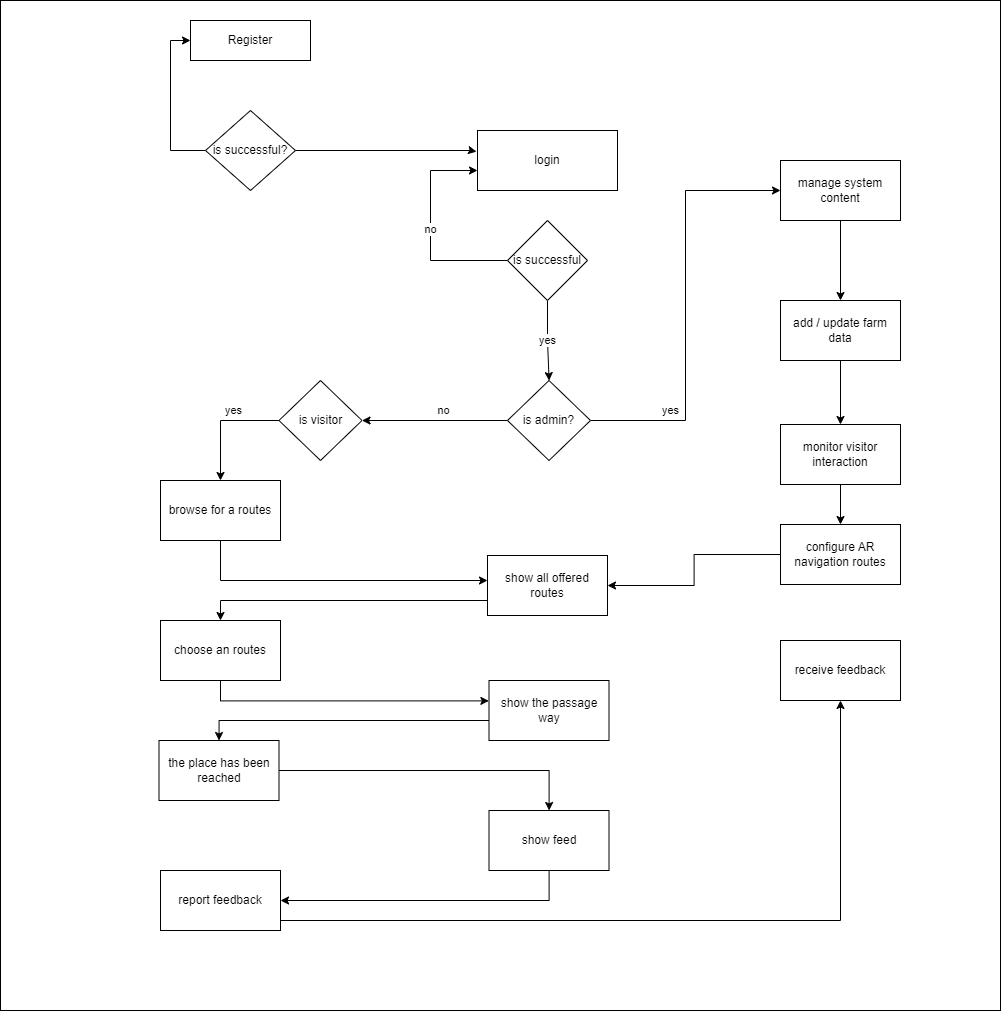 Register
is successful?
login
manage system
content
no
is successful
add / update farm
data
yes
yes
no
yes
is visitor
is admin?
monitor visitor
interaction
browse for a routes
configure AR
navigation routes
show all offered
routes
choose an routes
receive feedback
show the passage
way
the place has been
reached
show feed
report feedback